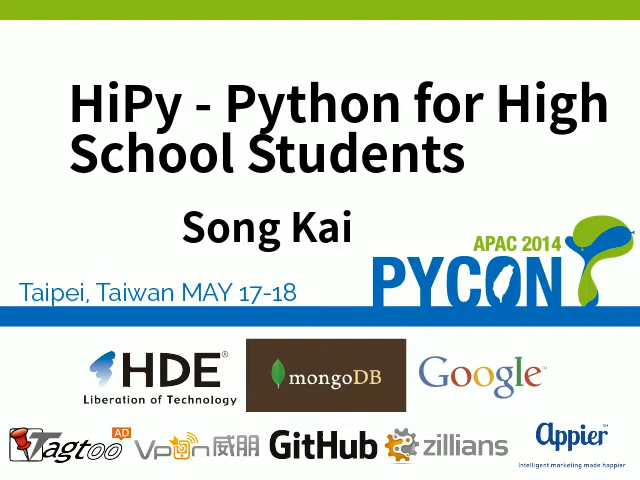 HiPy - Python for High
School Students
Song Kai
APAC 2014
PYCON
Taipei, Taiwan MAY 17-18
HDE®
Liberation of Technology
mongoDB
Google™
Tagtoo AD
Vpon威朋
GitHub
zillians
appier
Intelligent marketing made happier